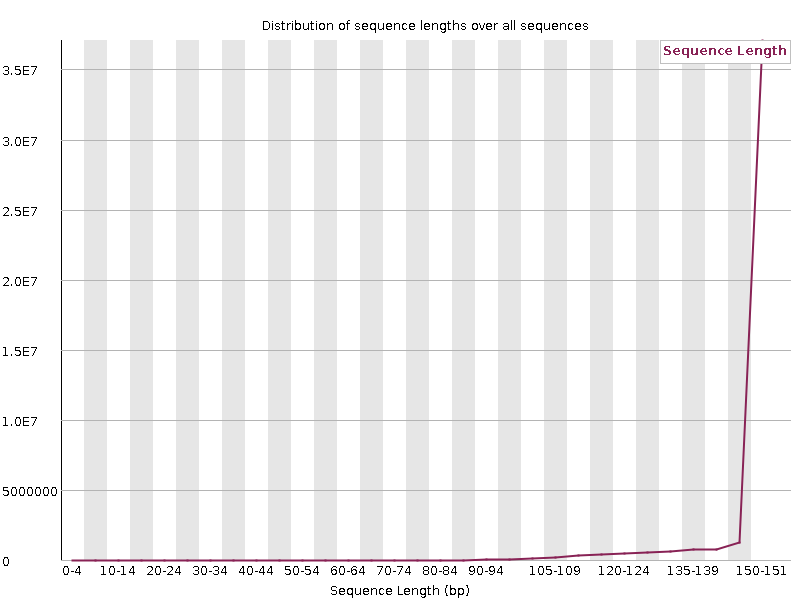 Distribution of sequence lengths over all sequences
Sequence Length
3.5E7
3.0E7
2.5E7
2.0E7
1.5E7
1.0E7
5000000
0
0-4 10-14 20-24 30-34 40-44 50-54 60-64 70-74 80-84 90-94 105-109 120-124 135-139 150-151
Sequence Length (bp)